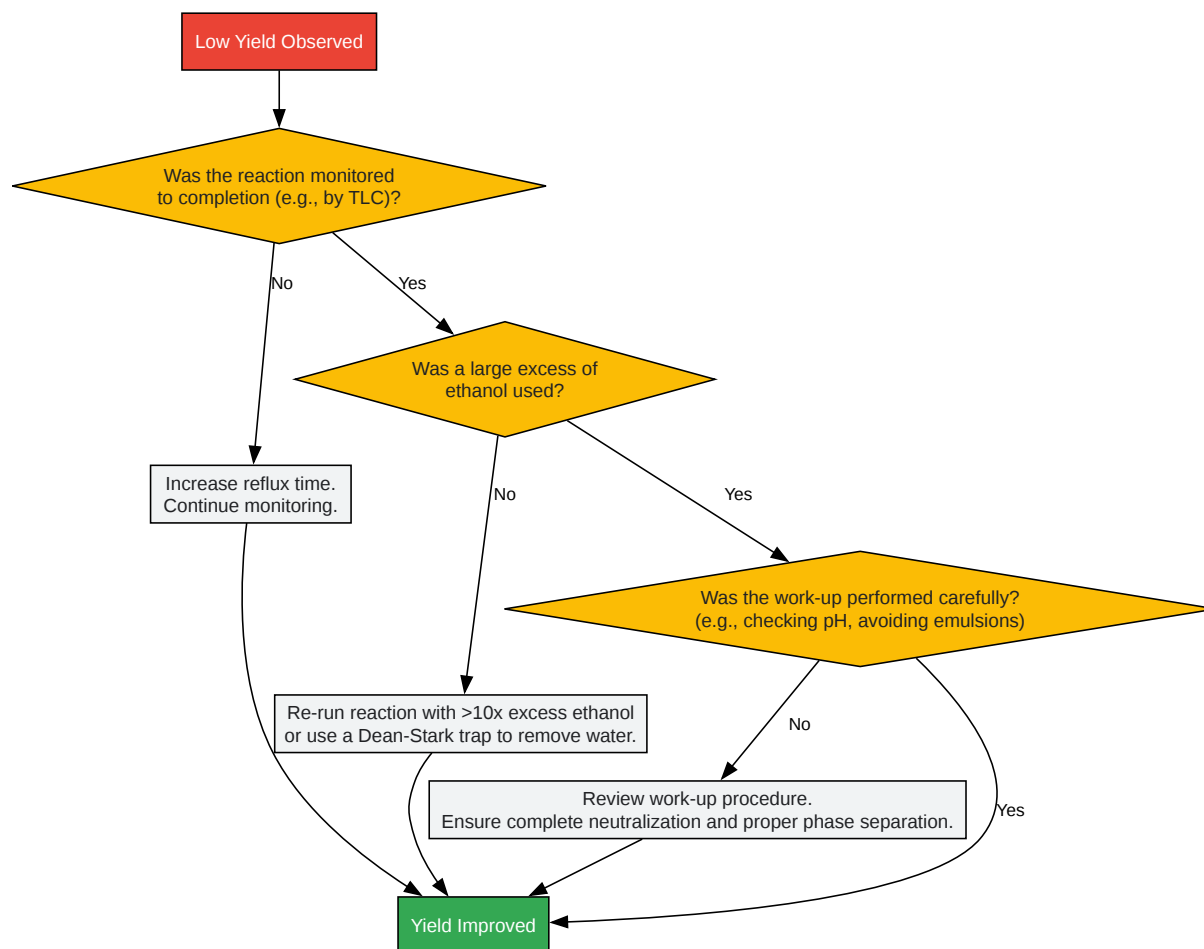 Low Yield Observed
Was the reaction monitored
to completion (e.g., by TLC)?
No
Yes
Was a large excess of
ethanol used?
Increase reflux time.
Continue monitoring.
No
Yes
Was the work-up performed carefully?
(e.g., checking pH, avoiding emulsions)
Re-run reaction with >10x excess ethanol
or use a Dean-Stark trap to remove water.
No
Review work-up procedure.
Ensure complete neutralization and proper phase separation.
Yes
Yield Improved